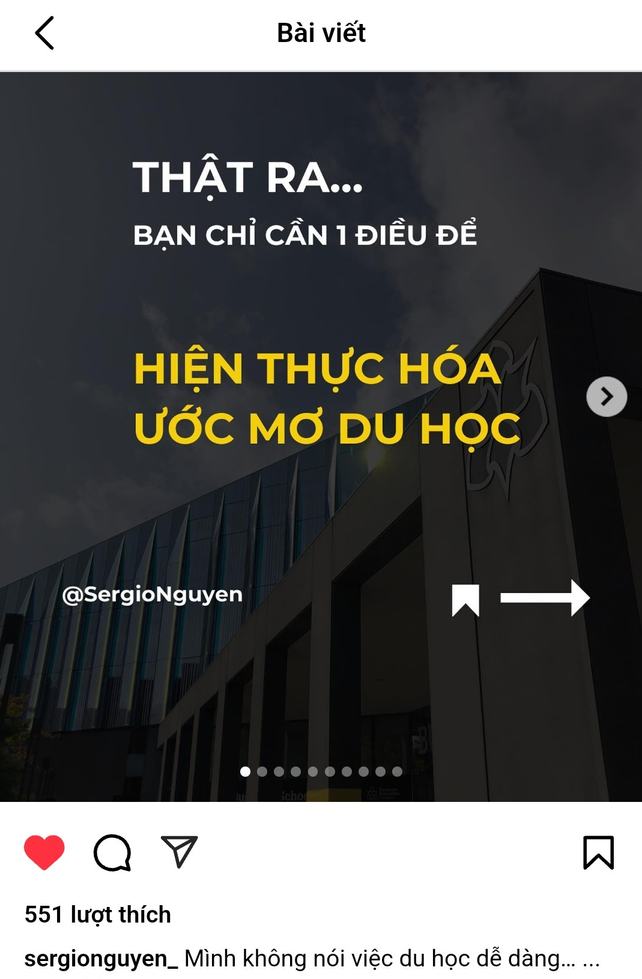 Bài viết
THẬT RA...
BẠN CHỈ CẦN 1 ĐIỀU ĐỂ
HIỆN THỰC HÓA
ƯỚC MƠ DU HỌC
@SergioNguyen
551 lượt thích
sergionguyen_ Mình không nói việc du học dễ dàng... ...